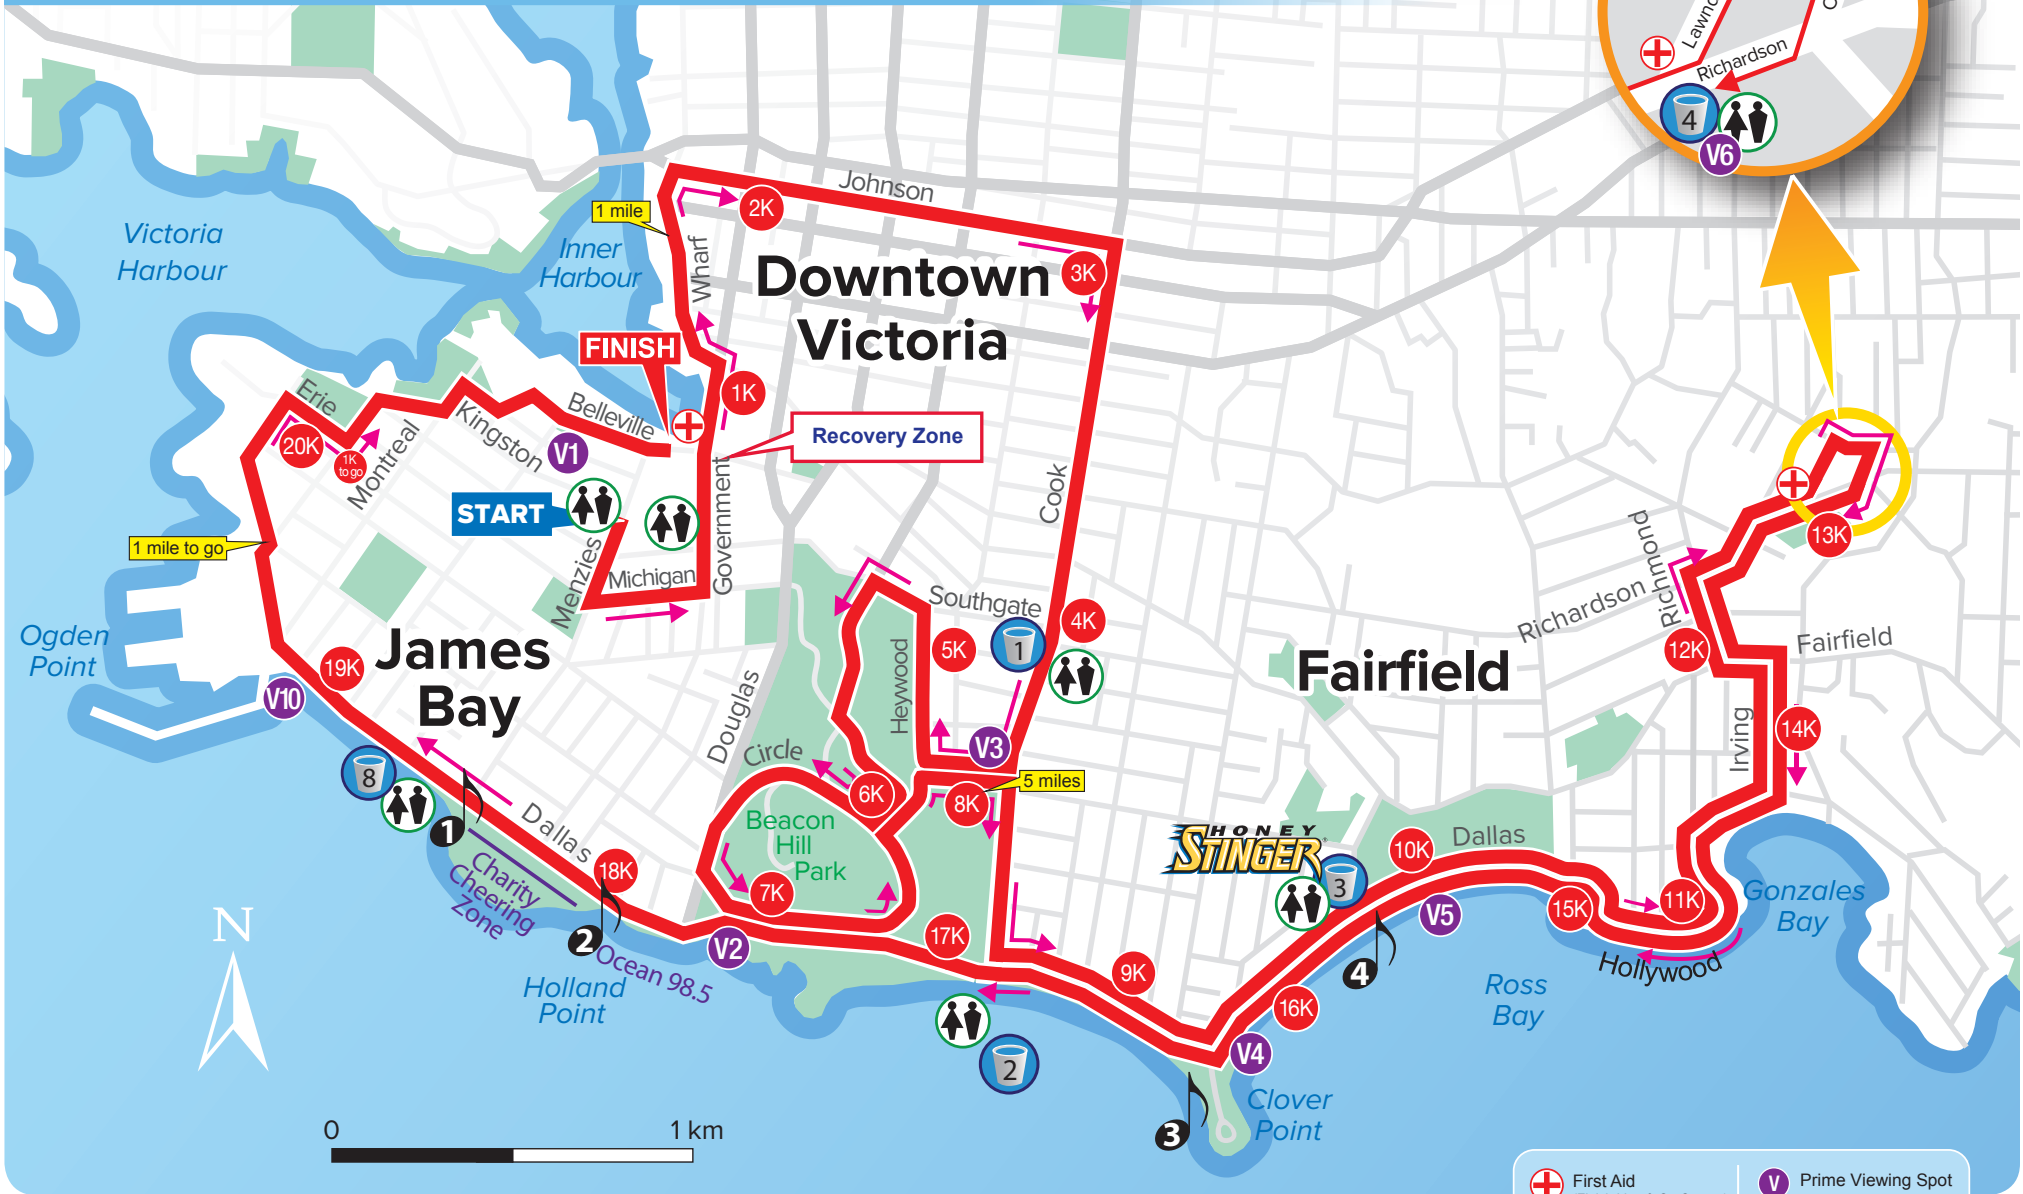 Lawnd
Richardson
4
V6
Johnson
2K
1 mile
Victoria
Harbour
Inner
Harbour
Wharf
3K
Downtown
Victoria
FINISH
1K
Erie
Kingston
Belleville
20K
1K
to go
Montreal
V1
Recovery Zone
Cook
START
Government
1 mile to go
Menzies
Michigan
13K
Richmond
Richardson
Southgate
4K
1
5K
Heywood
12K
Fairfield
Ogden
Point
James
Bay
19K
V10
Fairfield
Douglas
Irving
14K
V3
Circle
5 miles
8
6K
8K
1
Dallas
Beacon
Hill
Park
HONEY
STINGER
10K
Dallas
3
Charity
Cheering
Zone
18K
7K
11K
15K
V5
Gonzales
Bay
N
2
V2
17K
Ocean 98.5
9K
4
Hollywood
Holland
Point
16K
Ross
Bay
2
V4
Clover
Point
3
0
1 km
First Aid
V
Prime Viewing Spot